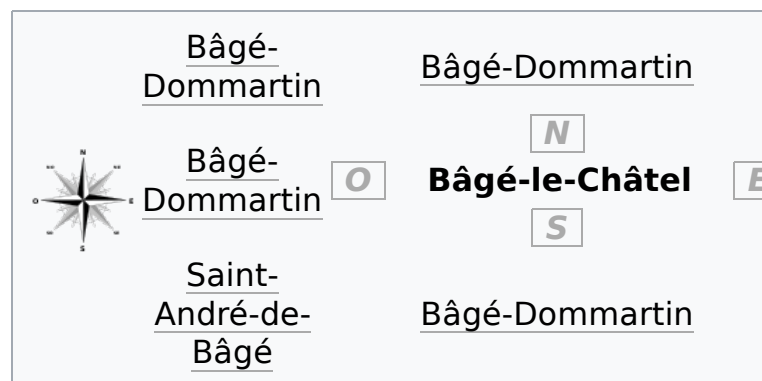 Bâgé-
Dommartin
Bâgé-Dommartin
N
Bâgé-
Dommartin
O
Bâgé-le-Châtel
E
S
Saint-
André-de-
Bâgé
Bâgé-Dommartin
N
O
E
S